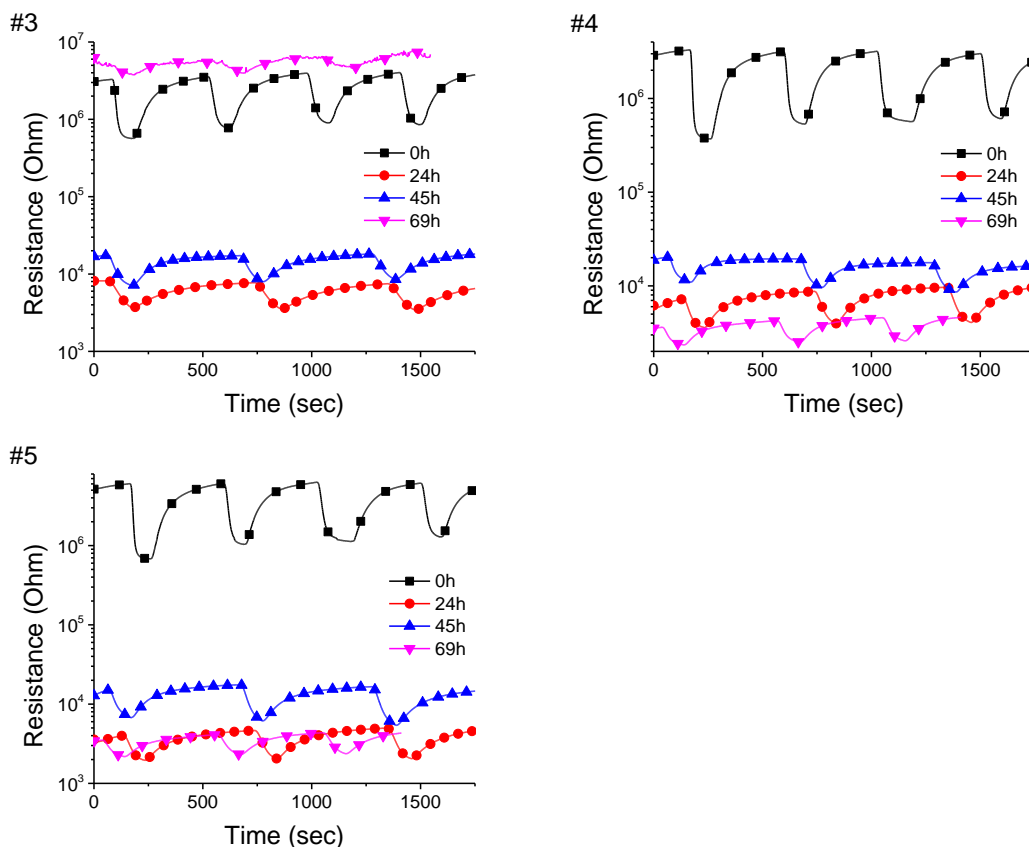 #3
10^7
10^6
10^5
10^4
10^3
Resistance (Ohm)
0h
24h
45h
69h
0 500 1000 1500
Time (sec)
#4
10^6
10^5
10^4
Resistance (Ohm)
0h
24h
45h
69h
0 500 1000 1500
Time (sec)
#5
10^6
10^5
10^4
10^3
Resistance (Ohm)
0h
24h
45h
69h
0 500 1000 1500
Time (sec)